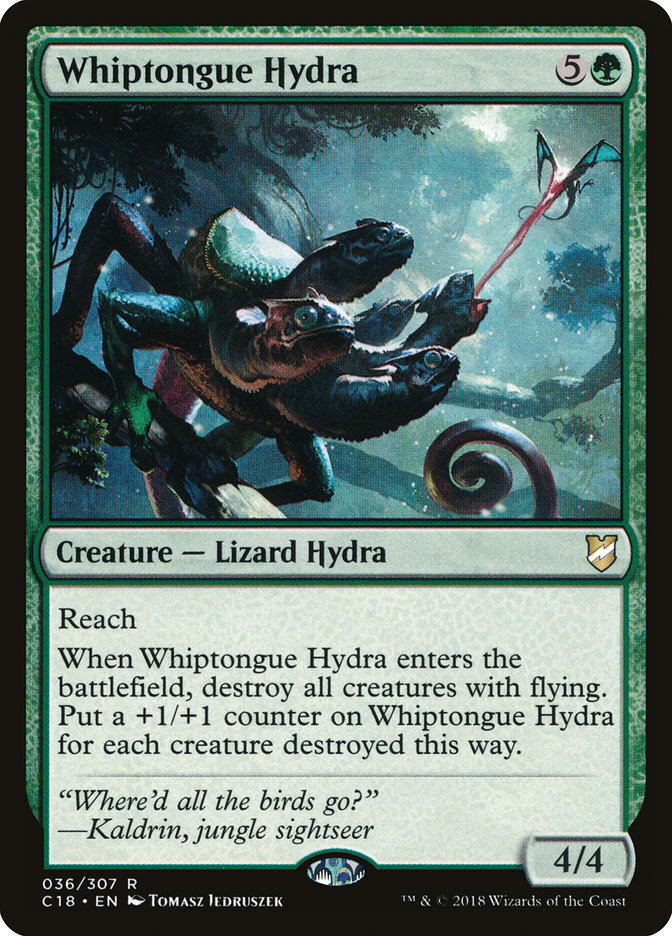 Whiptongue Hydra 5
Creature — Lizard Hydra
Reach
When Whiptongue Hydra enters the
battlefield, destroy all creatures with flying.
Put a +1/+1 counter on Whiptongue Hydra
for each creature destroyed this way.
“Where’d all the birds go?”
—Kaldrin, jungle sightseer
4/4
036/307 R
C18 • EN Tomasz Jedruszek
™ & © 2018 Wizards of the Coast